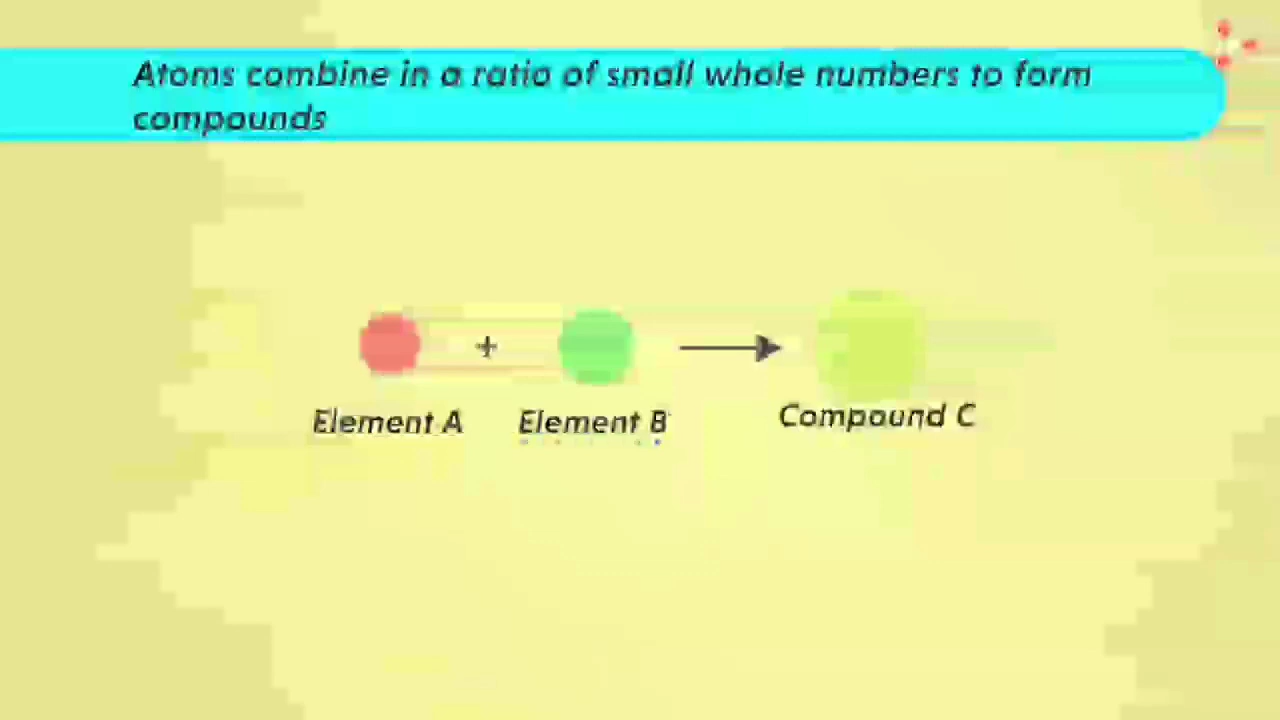 Atoms combine in a ratio of small whole numbers to form
compounds
+
Element A Element B Compound C